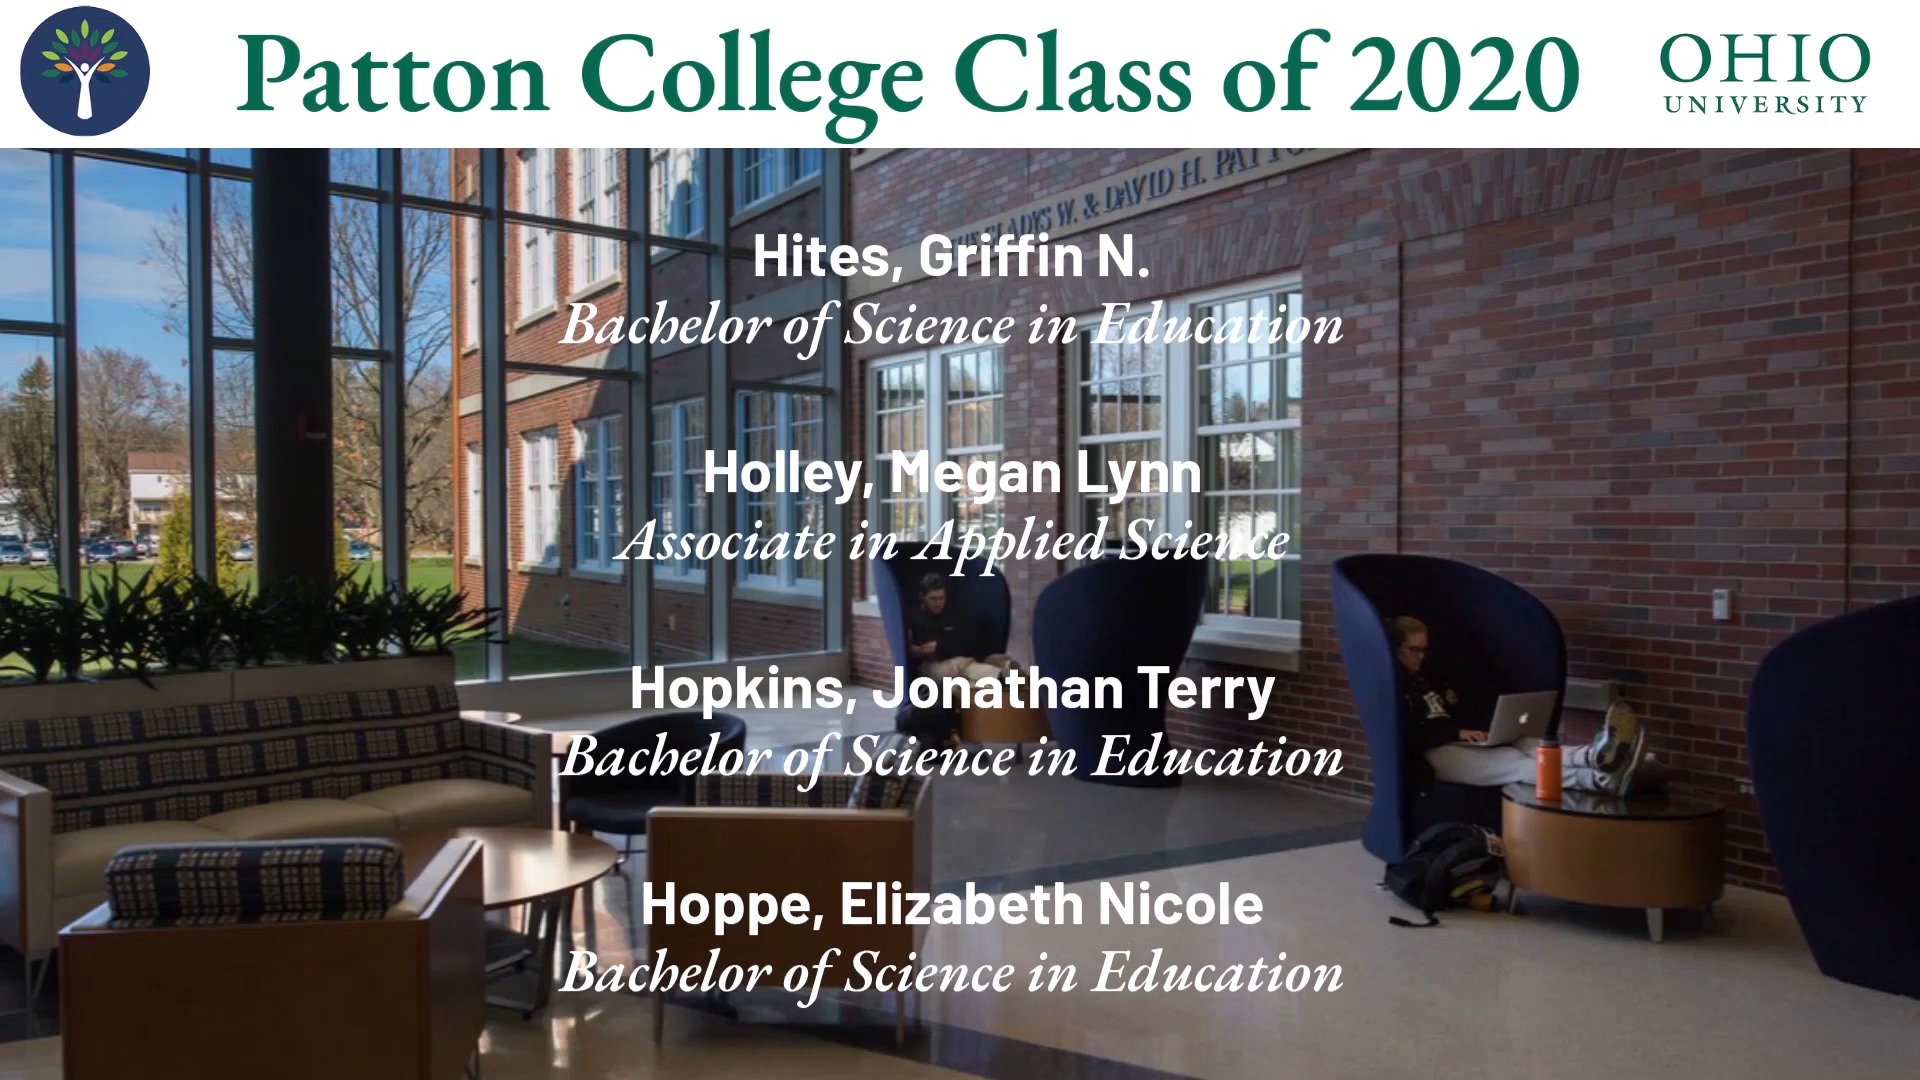 Patton College Class of 2020
OHIO
UNIVERSITY
W. & DAVID H.
Hites, Griffin N.
Bachelor of Science in Education
Holley, Megan Lynn
Associate in Applied Science
Hopkins, Jonathan Terry
Bachelor of Science in Education
Hoppe, Elizabeth Nicole
Bachelor of Science in Education